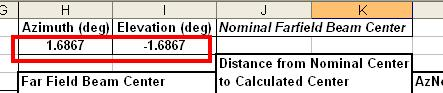 G H I J K
Azimuth (deg) Elevation (deg) Nominal Farfield Beam Center
1.6867 -1.6867
Distance from Nominal Center
Far Field Beam Center to Calculated Center AzNo